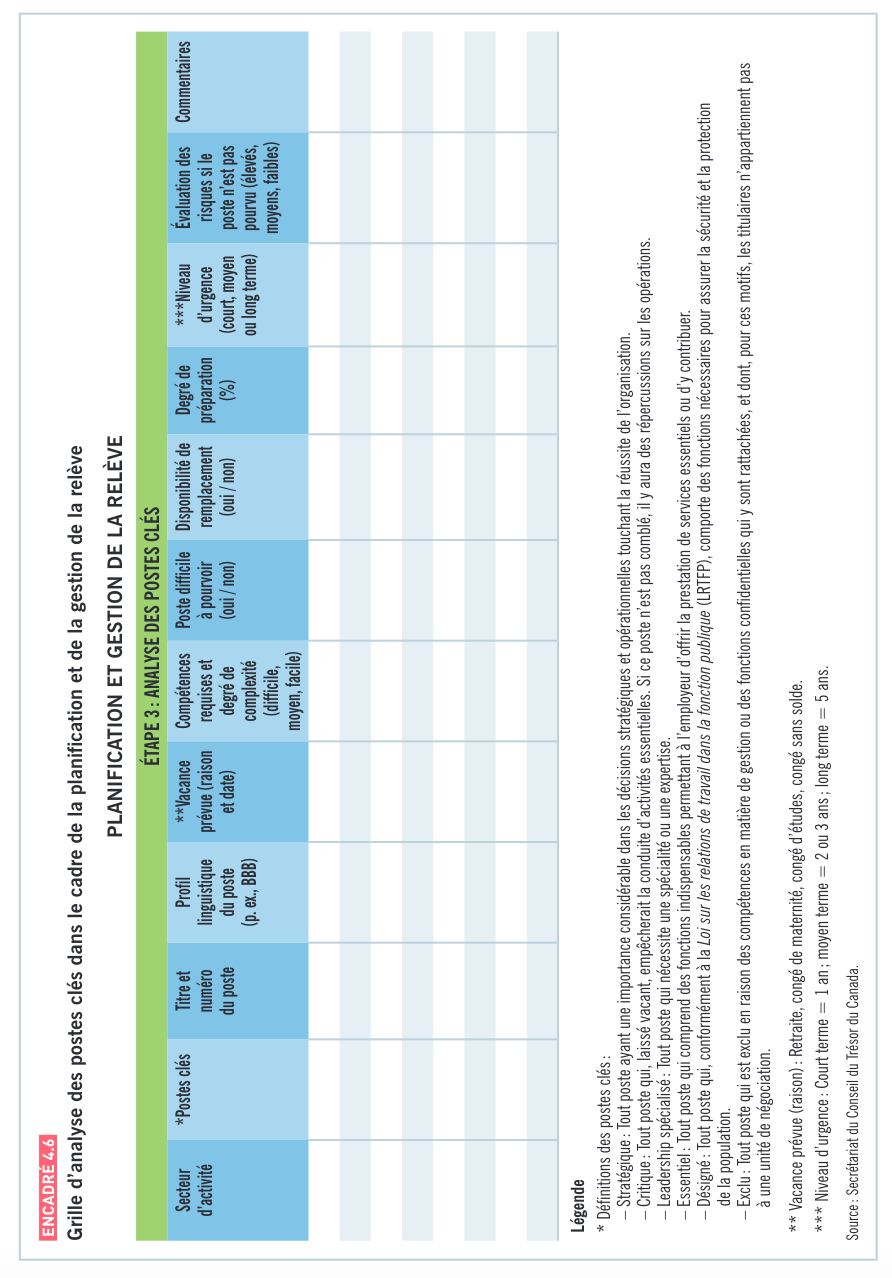 ENCADRÉ 4.6
Grille d'analyse des postes clés dans le cadre de la planification et de la gestion de la relève
PLANIFICATION ET GESTION DE LA RELÈVE
ÉTAPE 3 : ANALYSE DES POSTES CLÉS
Secteur
d'activité
*Postes clés
Titre et
numéro
du poste
Profil
linguistique
du poste
(p. ex., BBB)
**Vacance
prévue (raison
et date)
Compétences
requises et
degré de
complexité
(difficile,
moyen, facile)
Poste difficile
à pourvoir
(oui / non)
Disponibilité de
remplacement
(oui / non)
Degré de
préparation
(%)
***Niveau
d'urgence
(court, moyen
ou long terme)
Évaluation des
risques si le
poste n'est pas
pourvu (élevés,
moyens, faibles)
Commentaires
Légende
* Définitions des postes clés :
– Stratégique : Tout poste ayant une importance considérable dans les décisions stratégiques et opérationnelles touchant la réussite de l'organisation.
– Critique : Tout poste qui, laissé vacant, empêcherait la conduite d'activités essentielles. Si ce poste n'est pas comblé, il y aura des répercussions sur les opérations.
– Leadership spécialisé : Tout poste qui nécessite une spécialité ou une expertise.
– Essentiel : Tout poste qui comprend des fonctions indispensables permettant à l'employeur d'offrir la prestation de services essentiels ou d'y contribuer.
– Désigné : Tout poste qui, conformément à la Loi sur les relations de travail dans la fonction publique (LRTFP), comporte des fonctions nécessaires pour assurer la sécurité et la protection
de la population.
– Exclu : Tout poste qui est exclu en raison des compétences en matière de gestion ou des fonctions confidentielles qui y sont rattachées, et dont, pour ces motifs, les titulaires n'appartiennent pas
à une unité de négociation.
** Vacance prévue (raison) : Retraite, congé de maternité, congé d'études, congé sans solde.
*** Niveau d'urgence : Court terme = 1 an ; moyen terme = 2 ou 3 ans ; long terme = 5 ans.
Source : Secrétariat du Conseil du Trésor du Canada.